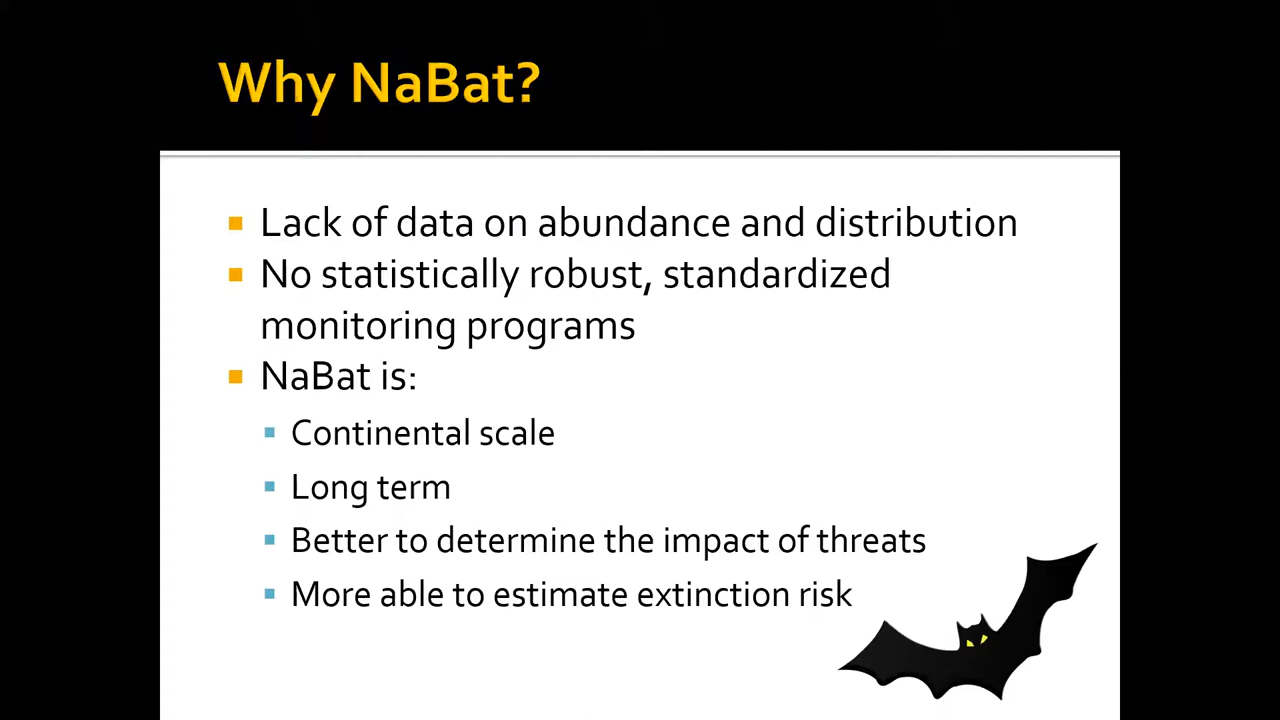 Why NaBat?
Lack of data on abundance and distribution
No statistically robust, standardized
monitoring programs
NaBat is:
Continental scale
Long term
Better to determine the impact of threats
More able to estimate extinction risk